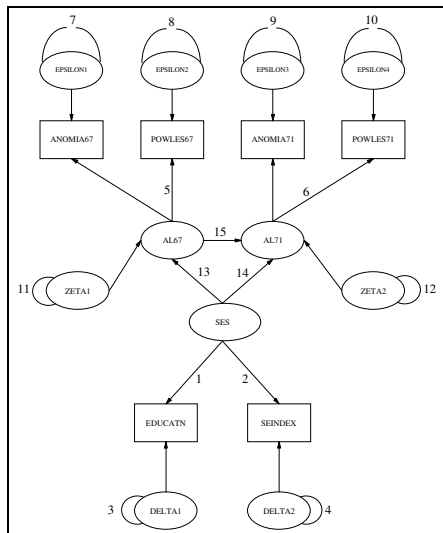 7 8 9 10
EPSILON1 EPSILON2 EPSILON3 EPSILON4
ANOMIA67 POWLES67 ANOMIA71 POWLES71
5 6
AL67 15 AL71
13 14
11 ZETA1 ZETA2 12
SES
1 2
EDUCATN SEINDEX
3 DELTA1 DELTA2 4